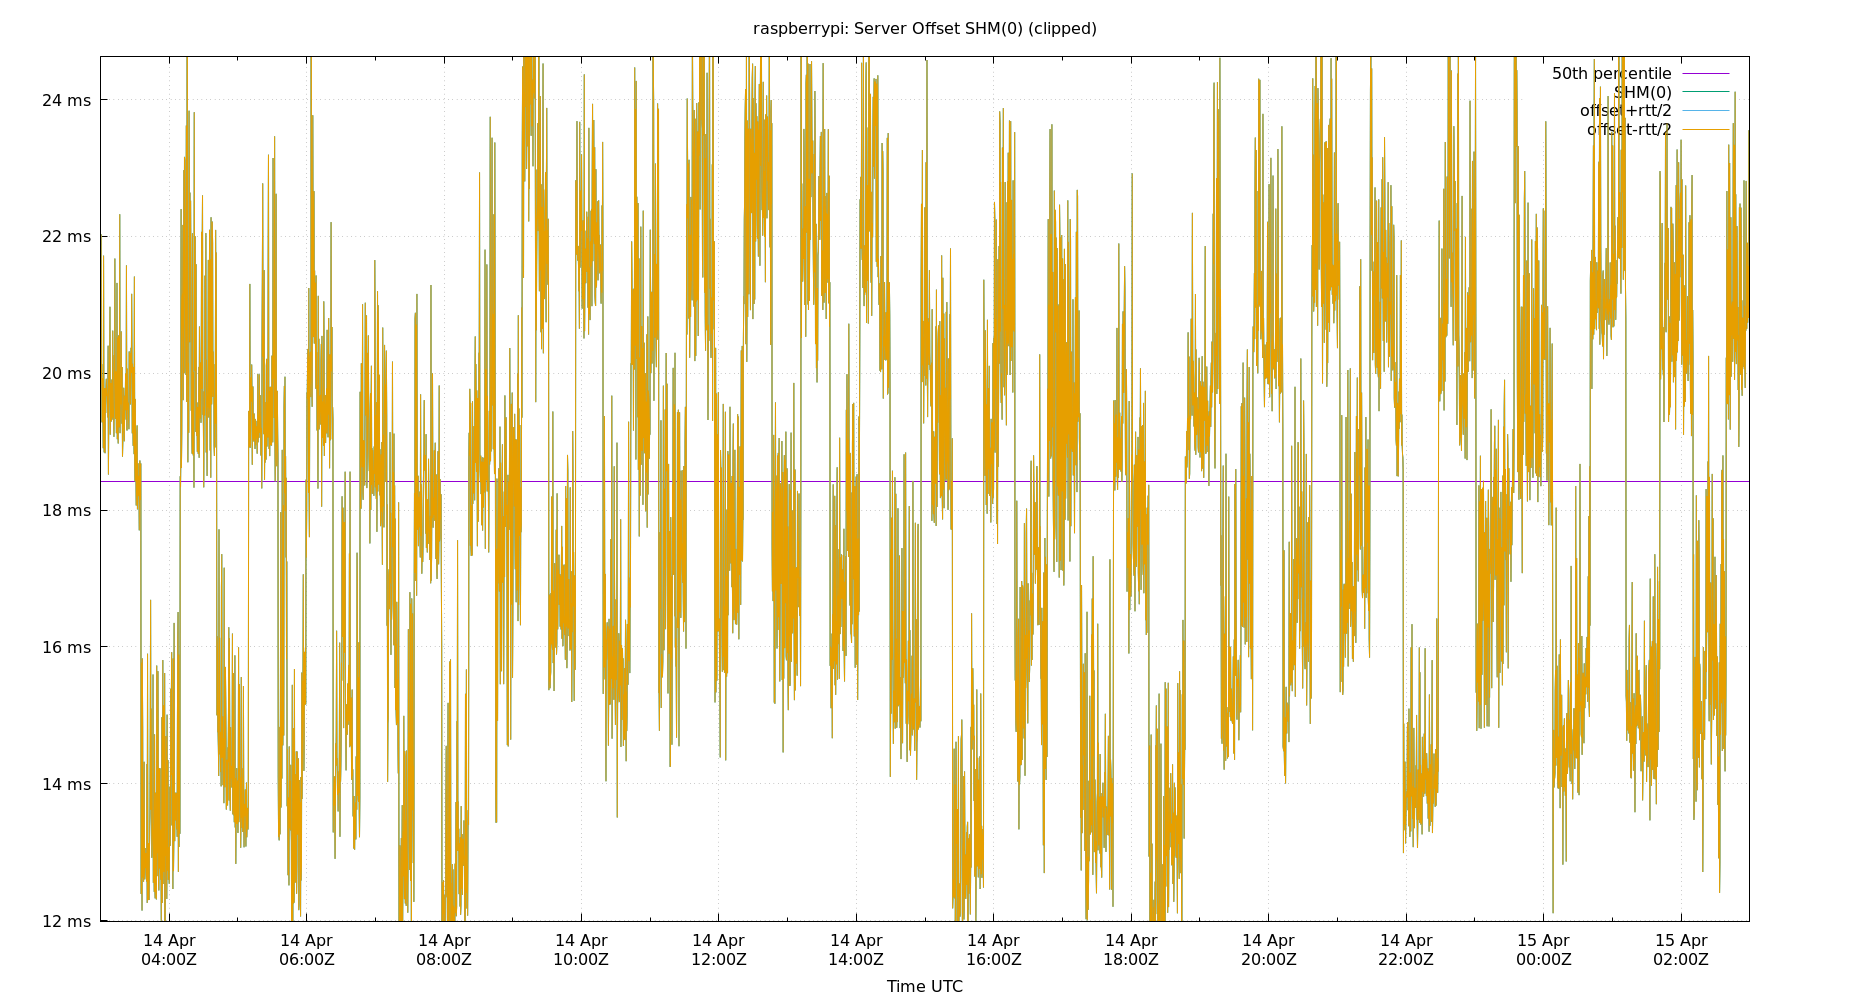 raspberrypi: Server Offset SHM(0) (clipped)
50th percentile
SHM(0)
offset+rtt/2
offset-rtt/2
24 ms
22 ms
20 ms
18 ms
16 ms
14 ms
12 ms
14 Apr 14 Apr 14 Apr 14 Apr 14 Apr 14 Apr 14 Apr 14 Apr 14 Apr 14 Apr 15 Apr 15 Apr
04:00Z 06:00Z 08:00Z 10:00Z 12:00Z 14:00Z 16:00Z 18:00Z 20:00Z 22:00Z 00:00Z 02:00Z
Time UTC